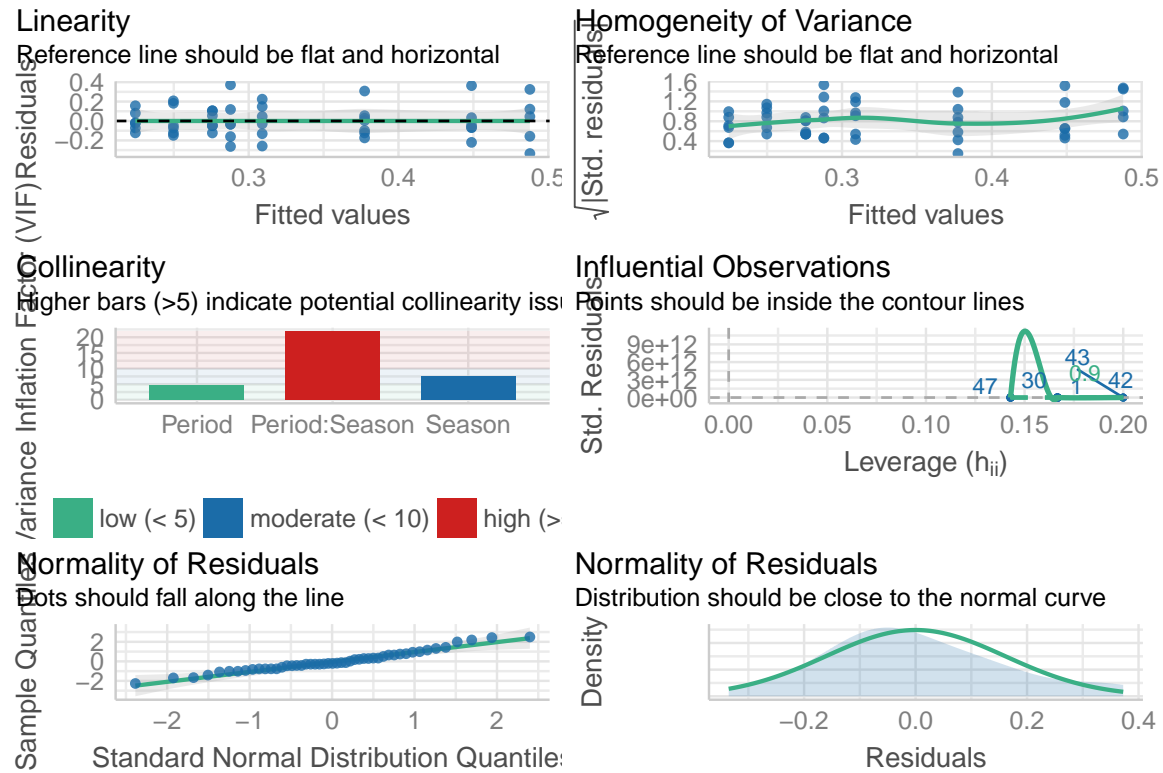 Linearity
Reference line should be flat and horizontal
Residuals
0.4
0.2
0.0
−0.2
0.3
0.4
0.5
Fitted values
Homogeneity of Variance
Reference line should be flat and horizontal
√|Std. residuals|
1.6
1.2
0.8
0.4
0.3
0.4
0.5
Fitted values
Collinearity
Higher bars (>5) indicate potential collinearity issu
Variance Inflation Factor (VIF)
20
15
10
5
0
Period
Period:Season
Season
low (< 5)
moderate (< 10)
high (>
Influential Observations
Points should be inside the contour lines
Std. Residuals
9e+12
6e+12
3e+12
0e+00
47
30
43
0.9
1
42
0.00
0.05
0.10
0.15
0.20
Leverage (hii)
Normality of Residuals
Dots should fall along the line
Sample Quantiles
2
0
−2
−2
−1
0
1
2
Standard Normal Distribution Quantiles
Normality of Residuals
Distribution should be close to the normal curve
Density
−0.2
0.0
0.2
0.4
Residuals